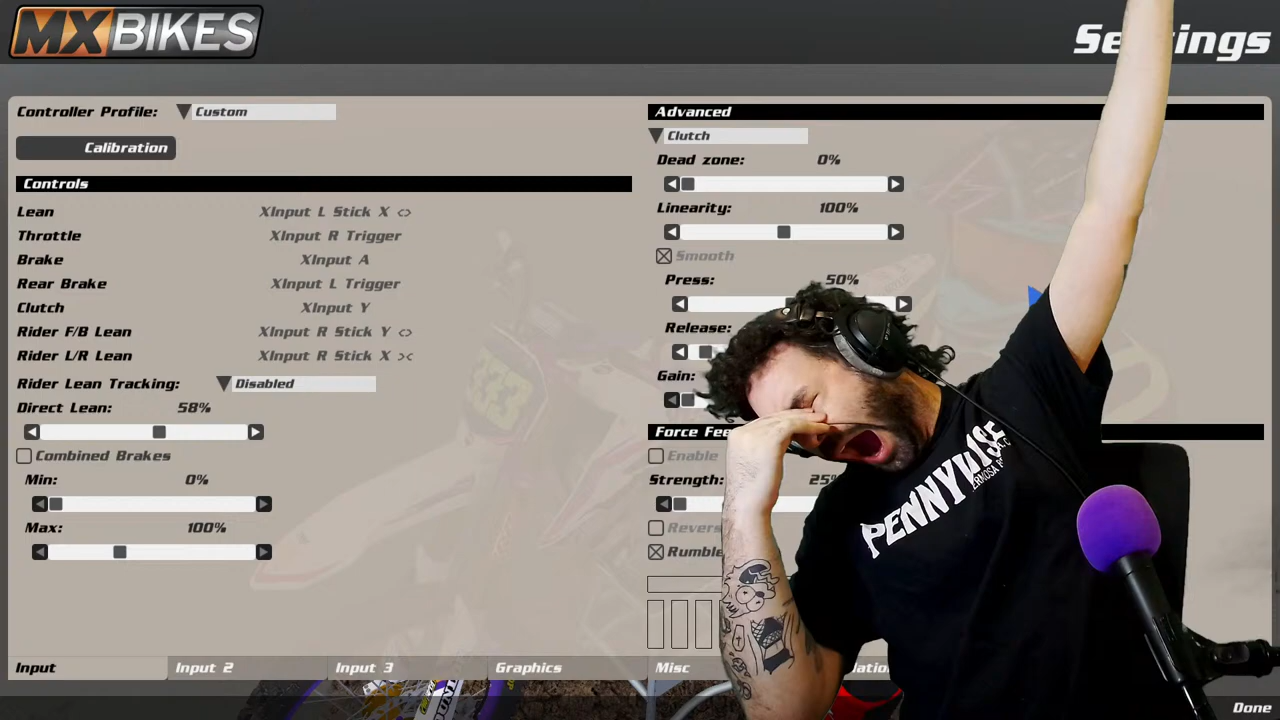 MX BIKES
Settings
Controller Profile: Custom
Calibration
Controls
Lean XInput L Stick X <>
Throttle XInput R Trigger
Brake XInput A
Rear Brake XInput L Trigger
Clutch XInput Y
Rider F/B Lean XInput R Stick Y <>
Rider L/R Lean XInput R Stick X ><
Rider Lean Tracking: Disabled
Direct Lean: 58%
Combined Brakes
Min: 0%
Max: 100%
Advanced
Clutch
Dead zone: 0%
Linearity: 100%
Smooth
Press: 50%
Release:
Gain:
Force Fee
Enable
Strength: 25%
Revers
Rumble
PENNYWISE
33
Input
Input 2
Input 3
Graphics
Misc
Done